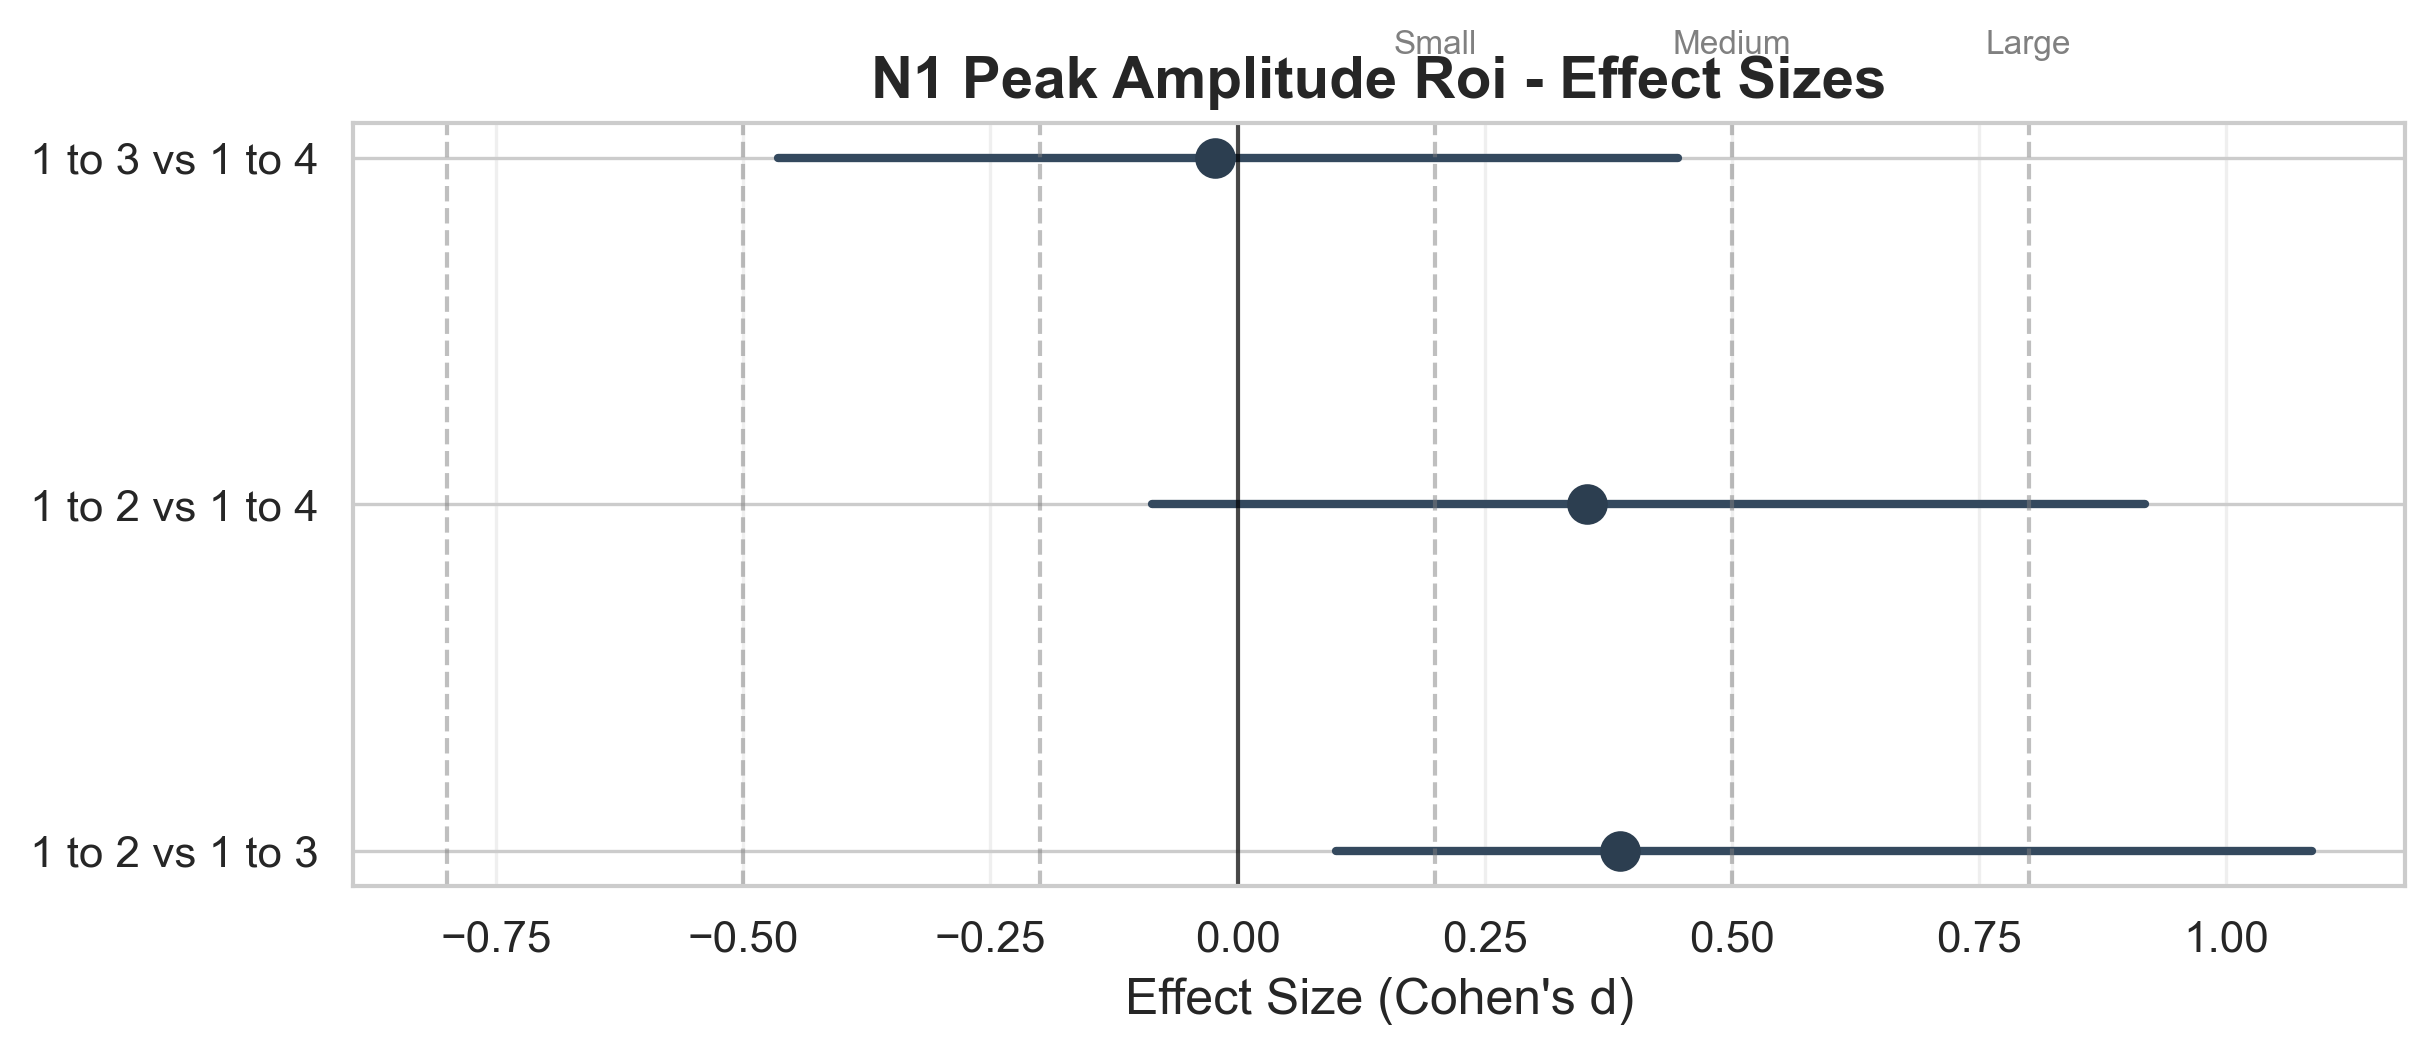 Small Medium Large
N1 Peak Amplitude Roi - Effect Sizes
1 to 3 vs 1 to 4
1 to 2 vs 1 to 4
1 to 2 vs 1 to 3
−0.75 −0.50 −0.25 0.00 0.25 0.50 0.75 1.00
Effect Size (Cohen's d)